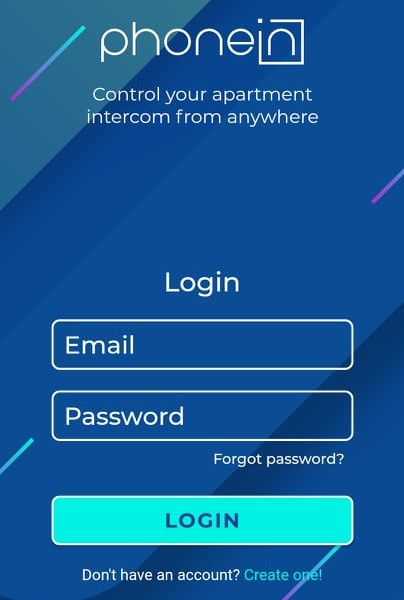 phonein
Control your apartment
intercom from anywhere
Login
Email
Password
Forgot password?
LOGIN
Don't have an account? Create one!